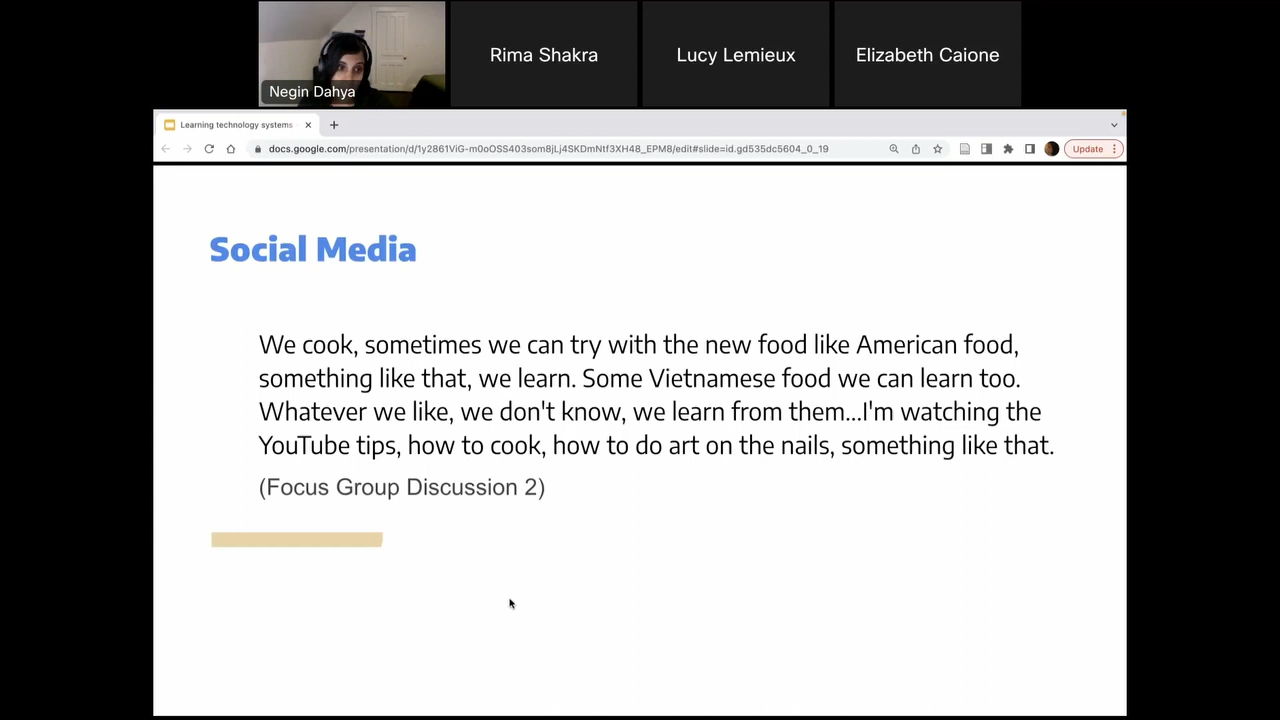 Negin Dahya
Rima Shakra
Lucy Lemieux
Elizabeth Caione
Learning technology systems
docs.google.com/presentation/d/1y2861ViG-m0oOSS403som8jLj4SKDmNtf3XH48_EPM8/edit#slide=id.gd535dc5604_0_19
Update
Social Media
We cook, sometimes we can try with the new food like American food,
something like that, we learn. Some Vietnamese food we can learn too.
Whatever we like, we don't know, we learn from them...I'm watching the
YouTube tips, how to cook, how to do art on the nails, something like that.
(Focus Group Discussion 2)